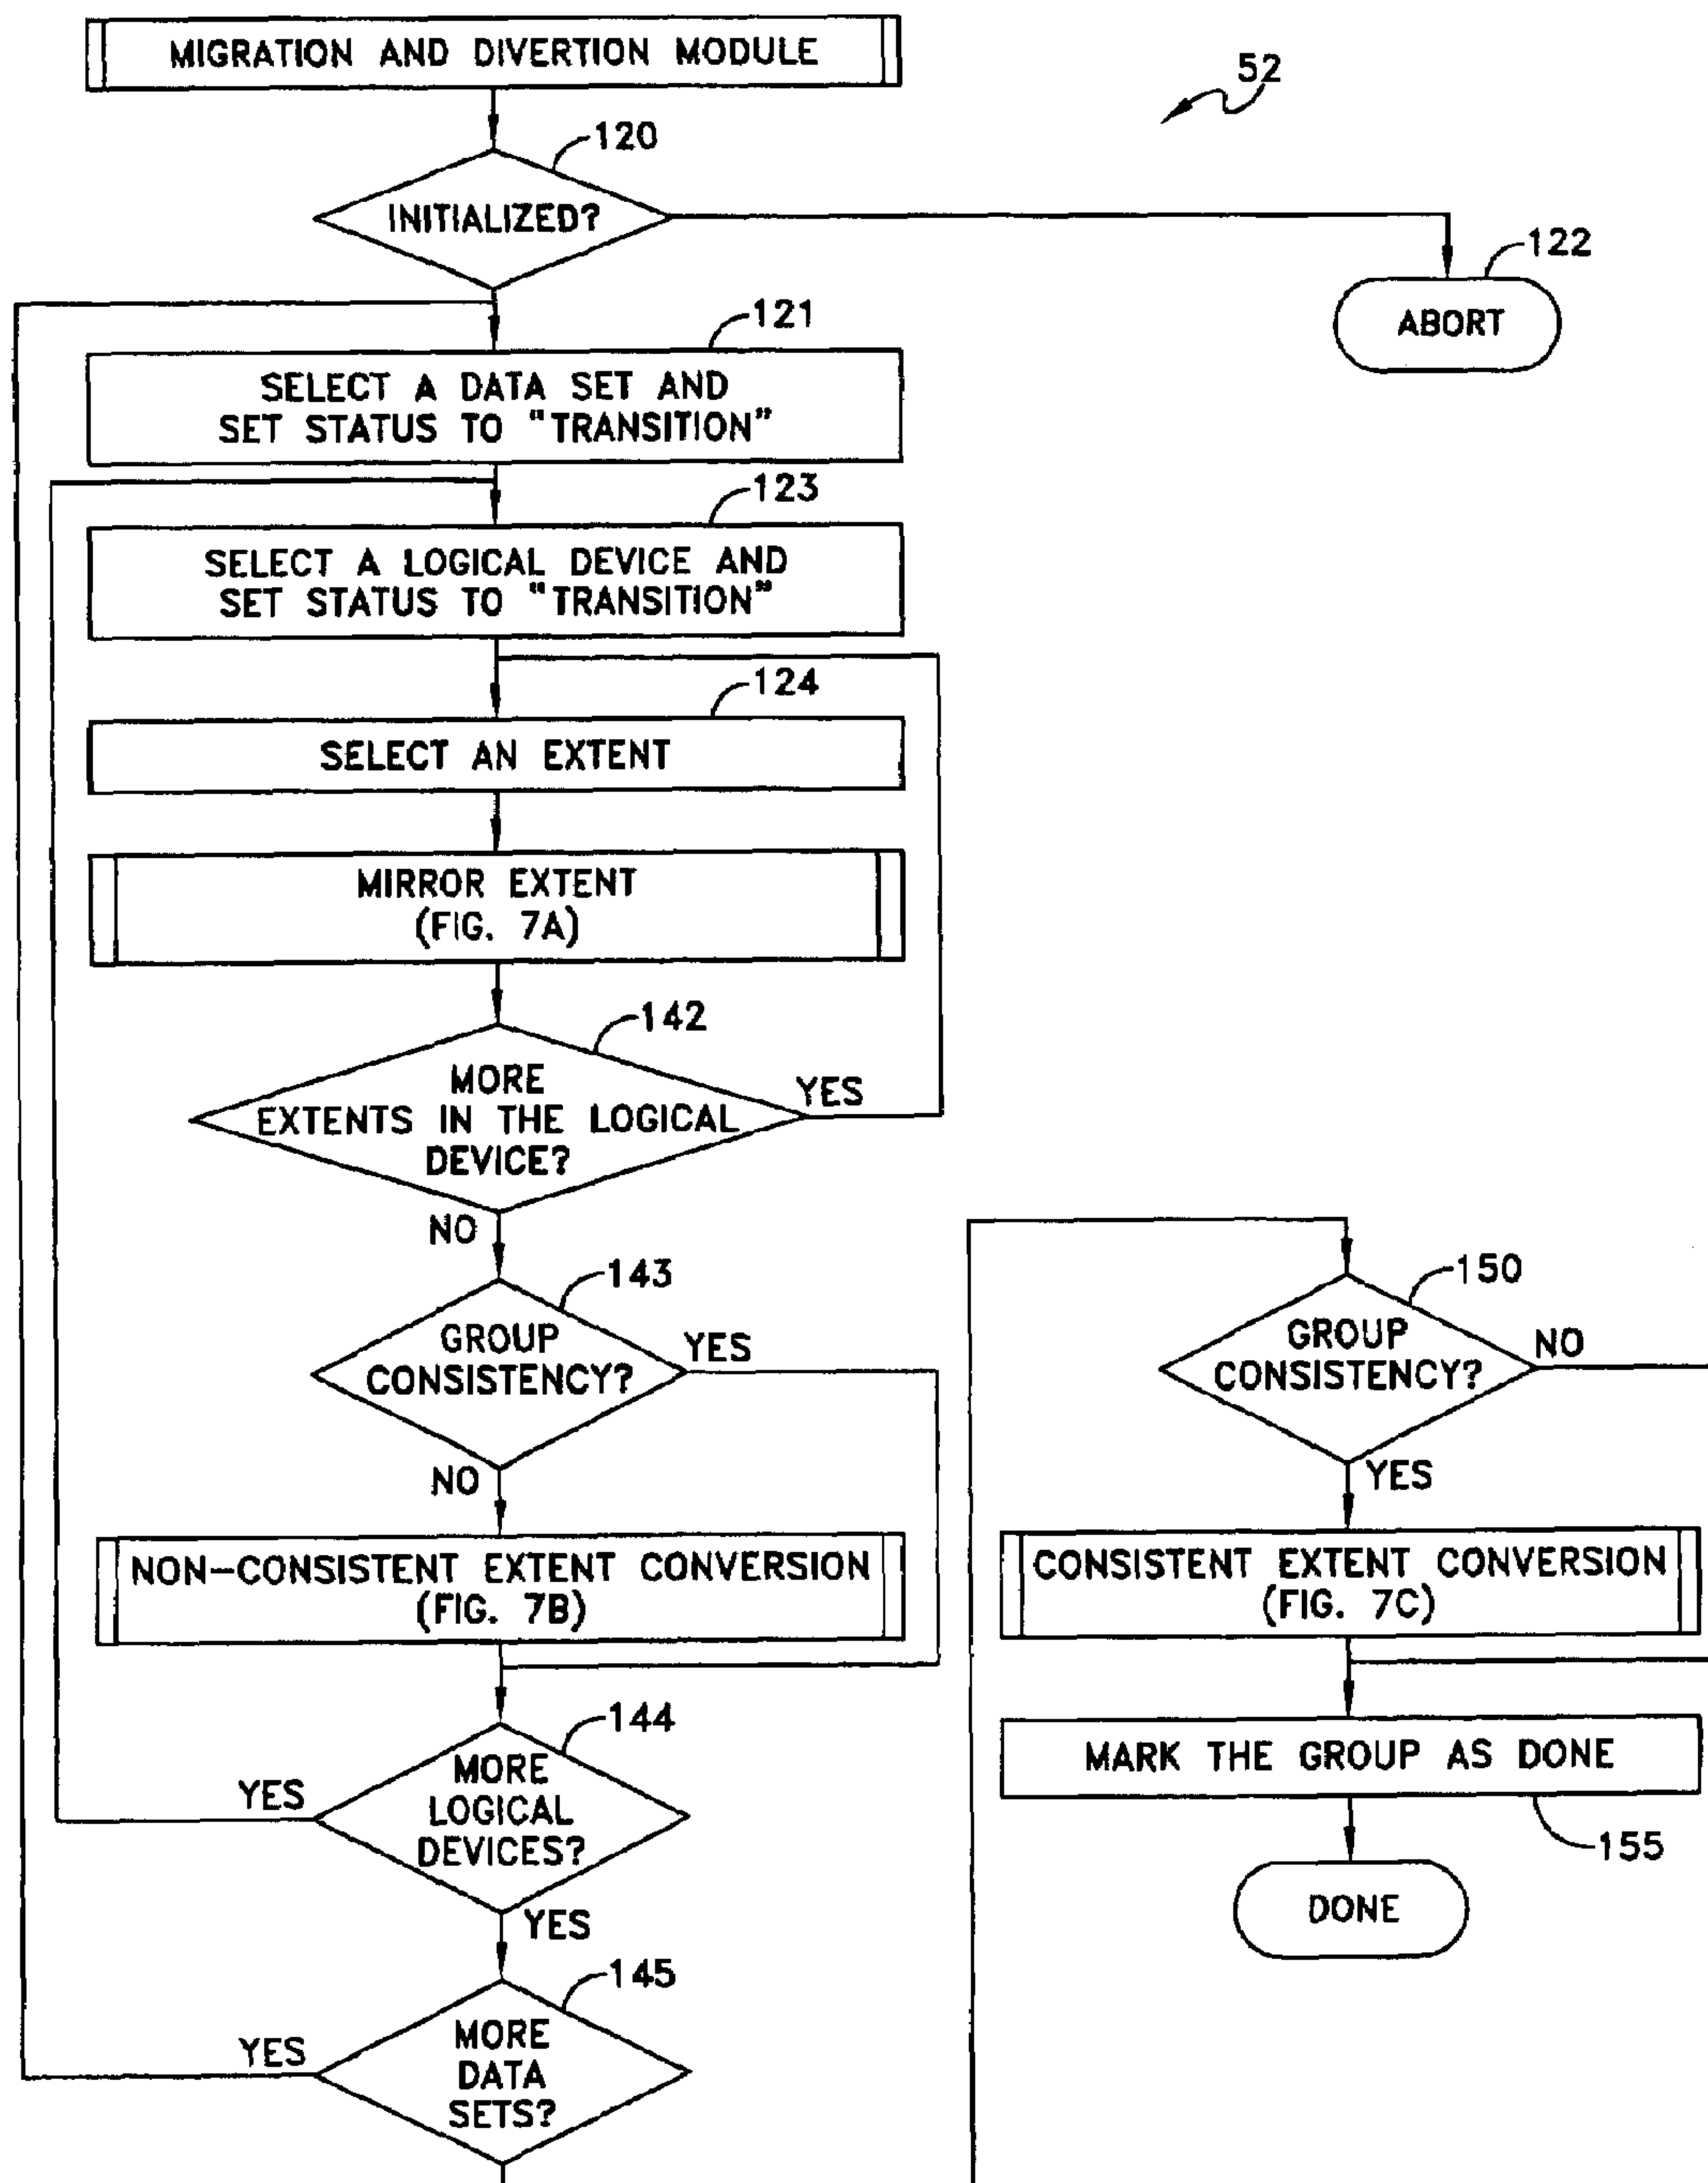 MIGRATION AND DIVERTION MODULE
52
120
INITIALIZED?
122
ABORT
121
SELECT A DATA SET AND
SET STATUS TO "TRANSITION"
123
SELECT A LOGICAL DEVICE AND
SET STATUS TO "TRANSITION"
124
SELECT AN EXTENT
MIRROR EXTENT
(FIG. 7A)
142
MORE
EXTENTS IN THE LOGICAL
DEVICE?
YES
NO
143
GROUP
CONSISTENCY?
YES
NO
NON-CONSISTENT EXTENT CONVERSION
(FIG. 7B)
144
MORE
LOGICAL
DEVICES?
YES
YES
145
MORE
DATA
SETS?
YES
150
GROUP
CONSISTENCY?
NO
YES
CONSISTENT EXTENT CONVERSION
(FIG. 7C)
MARK THE GROUP AS DONE
155
DONE